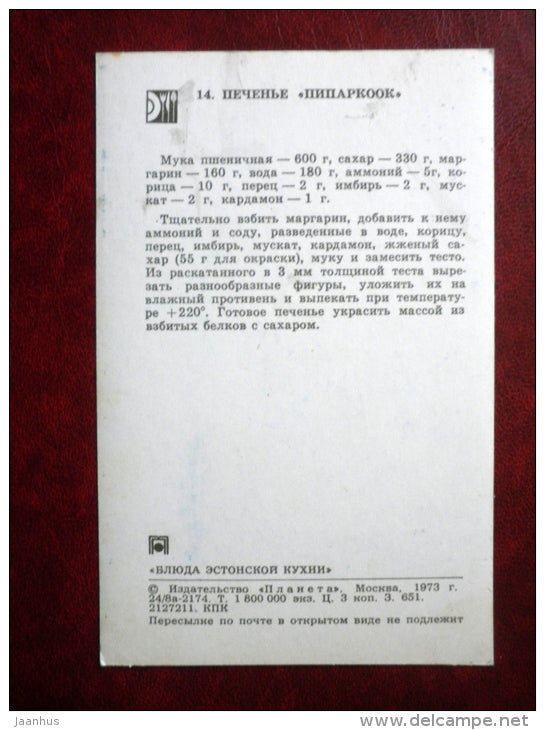 14. ПЕЧЕНЬЕ «ПИПАРКООК»
Мука пшеничная — 600 г, сахар — 330 г, мар-
гарин — 160 г, вода — 180 г, аммоний — 5г, ко-
рица — 10 г, перец — 2 г, имбирь — 2 г, мус-
кат — 2 г, кардамон — 1 г.
Тщательно взбить маргарин, добавить к нему
аммоний и соду, разведенные в воде, корицу,
перец, имбирь, мускат, кардамон, жженый са-
хар (55 г для окраски), муку и замесить тесто.
Из раскатанного в 3 мм толщиной теста выре-
зать разнообразные фигуры, уложить их на
влажный противень и выпекать при температу-
ре +220°. Готовое печенье украсить массой из
взбитых белков с сахаром.
«БЛЮДА ЭСТОНСКОЙ КУХНИ»
© Издательство «Планета». Москва, 1973 г.
24/8а-2174. Т. 1 800 000 экз. Ц. 3 коп. З. 651.
2127211. КПК
Пересылке по почте в открытом виде не подлежит
jaanhus
www.delcampe.net